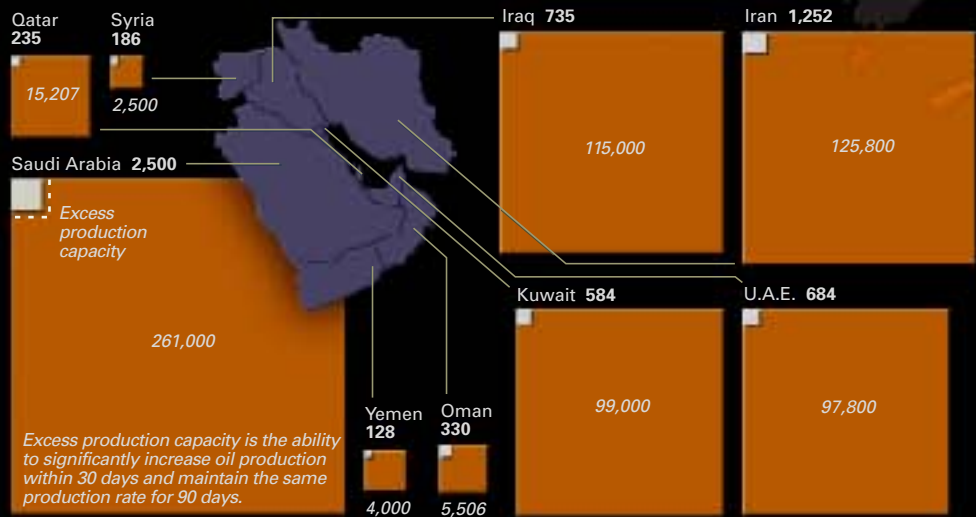 Qatar
235
15,207
Syria
186
2,500
Iraq 735
115,000
Iran 1,252
125,800
Saudi Arabia 2,500
Excess
production
capacity
261,000
Excess production capacity is the ability
to significantly increase oil production
within 30 days and maintain the same
production rate for 90 days.
Yemen
128
4,000
Oman
330
5,506
Kuwait 584
99,000
U.A.E. 684
97,800